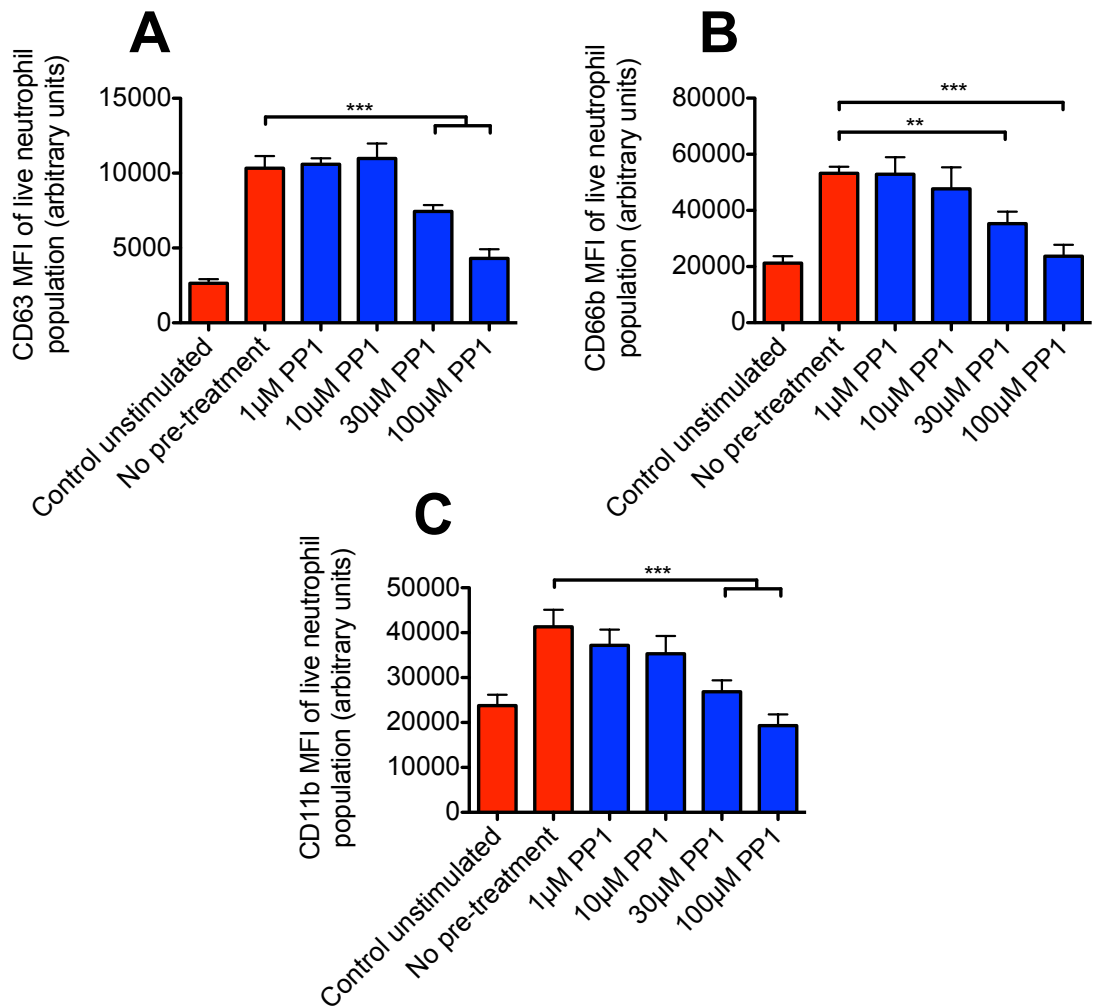 A
CD63 MFI of live neutrophil
population (arbitrary units)
15000
10000
5000
0
***
Control unstimulated
No pre-treatment
1µM PP1
10µM PP1
30µM PP1
100µM PP1
B
CD66b MFI of live neutrophil
population (arbitrary units)
80000
60000
40000
20000
0
***
**
Control unstimulated
No pre-treatment
1µM PP1
10µM PP1
30µM PP1
100µM PP1
C
CD11b MFI of live neutrophil
population (arbitrary units)
50000
40000
30000
20000
10000
0
***
Control unstimulated
No pre-treatment
1µM PP1
10µM PP1
30µM PP1
100µM PP1